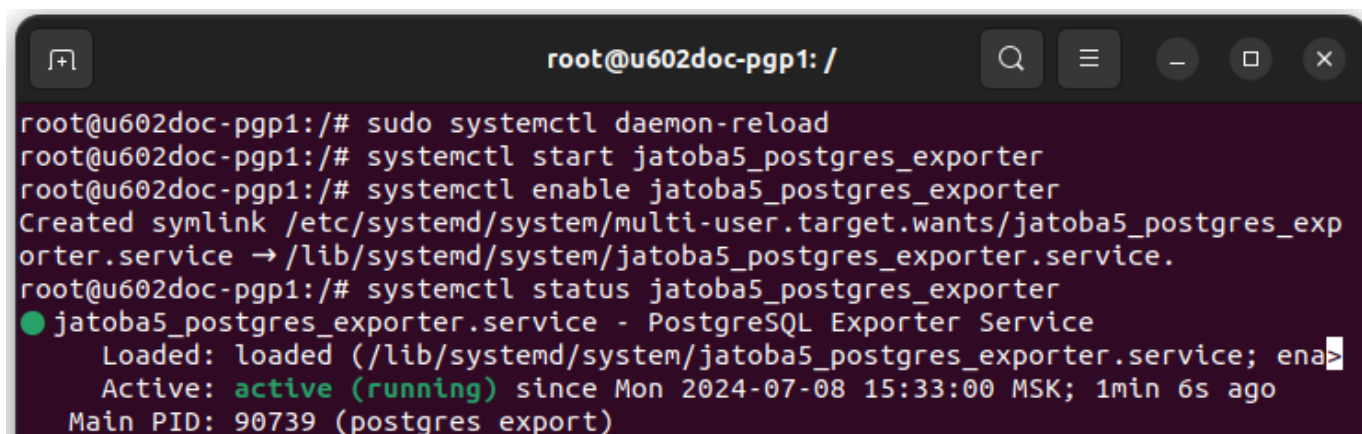 root@u602doc-pgp1: /
root@u602doc-pgp1:/# sudo systemctl daemon-reload
root@u602doc-pgp1:/# systemctl start jatoba5_postgres_exporter
root@u602doc-pgp1:/# systemctl enable jatoba5_postgres_exporter
Created symlink /etc/systemd/system/multi-user.target.wants/jatoba5_postgres_exp
orter.service → /lib/systemd/system/jatoba5_postgres_exporter.service.
root@u602doc-pgp1:/# systemctl status jatoba5_postgres_exporter
● jatoba5_postgres_exporter.service - PostgreSQL Exporter Service
Loaded: loaded (/lib/systemd/system/jatoba5_postgres_exporter.service; ena>
Active: active (running) since Mon 2024-07-08 15:33:00 MSK; 1min 6s ago
Main PID: 90739 (postgres_export)